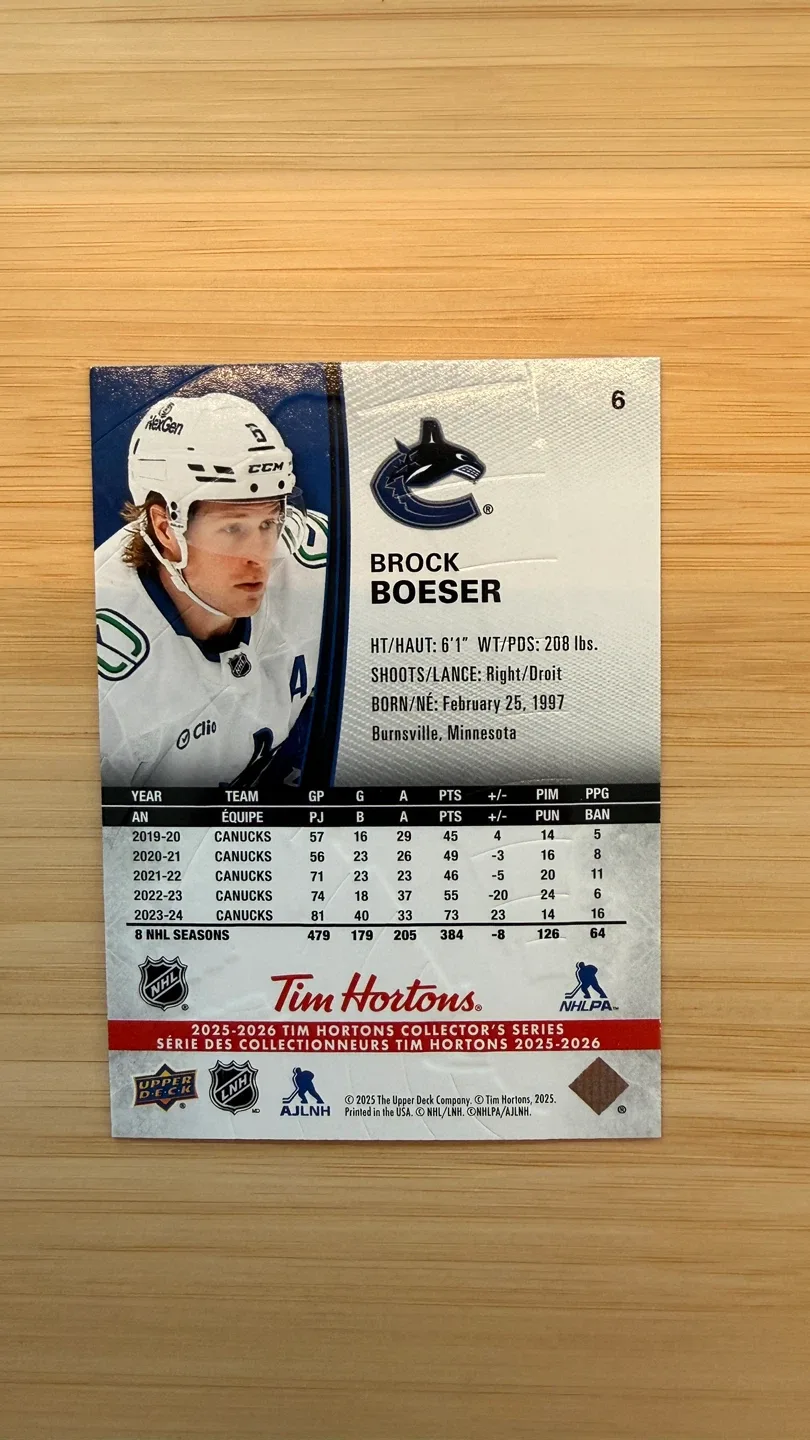 6
NexGen
6
CCM
®
BROCK
BOESER
HT/HAUT: 6'1" WT/PDS: 208 lbs.
SHOOTS/LANCE: Right/Droit
BORN/NÉ: February 25, 1997
Burnsville, Minnesota
NHL
A
Clio
YEAR TEAM GP G A PTS +/- PIM PPG
AN ÉQUIPE PJ B A PTS +/- PUN BAN
2019-20 CANUCKS 57 16 29 45 4 14 5
2020-21 CANUCKS 56 23 26 49 -3 16 8
2021-22 CANUCKS 71 23 23 46 -5 20 11
2022-23 CANUCKS 74 18 37 55 -20 24 6
2023-24 CANUCKS 81 40 33 73 23 14 16
8 NHL SEASONS 479 179 205 384 -8 126 64
NHL ® Tim Hortons® NHLPA™
2025-2026 TIM HORTONS COLLECTOR'S SERIES
SÉRIE DES COLLECTIONNEURS TIM HORTONS 2025-2026
UPPER DECK ® LNH MD AJLNH
© 2025 The Upper Deck Company. © Tim Hortons, 2025.
Printed in the USA. © NHL/LNH. ©NHLPA/AJLNH.
®